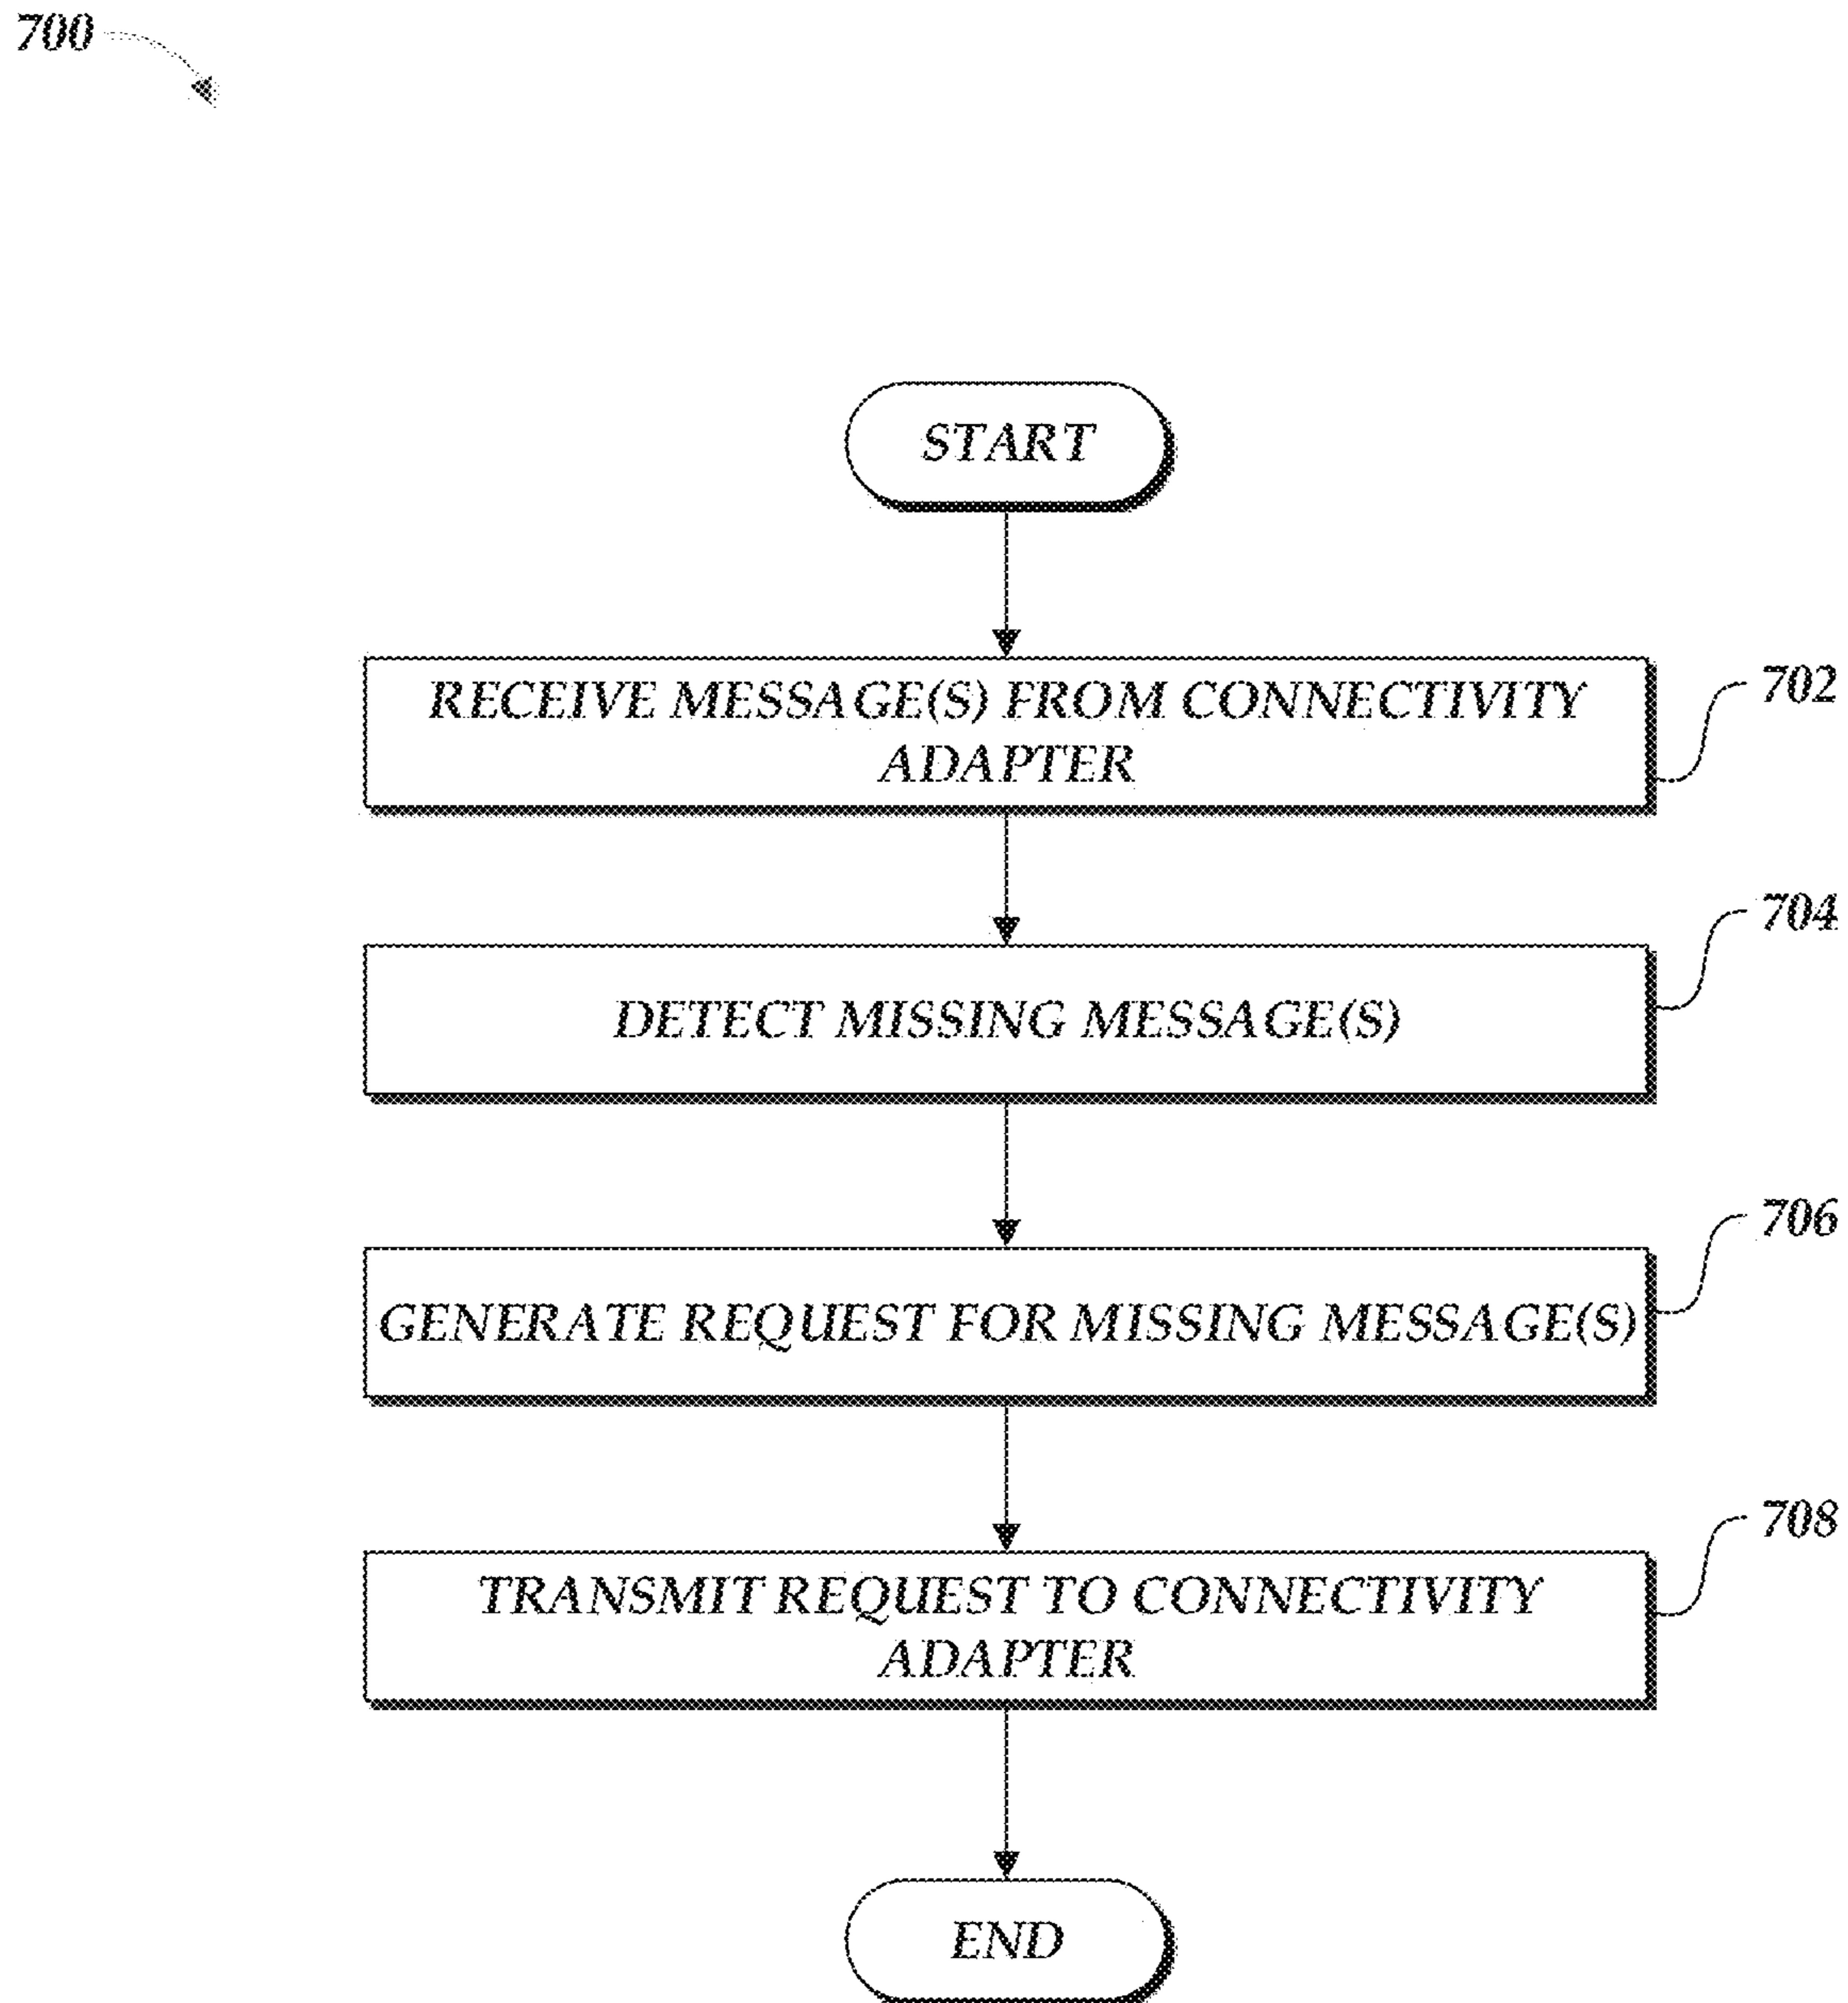 700
START
RECEIVE MESSAGE(S) FROM CONNECTIVITY
ADAPTER
702
DETECT MISSING MESSAGE(S)
704
GENERATE REQUEST FOR MISSING MESSAGE(S)
706
TRANSMIT REQUEST TO CONNECTIVITY
ADAPTER
708
END